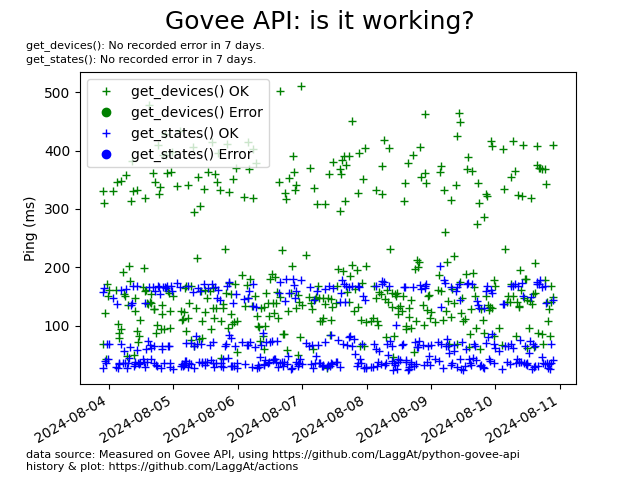 Govee API: is it working?
get_devices(): No recorded error in 7 days.
get_states(): No recorded error in 7 days.
get_devices() OK
get_devices() Error
get_states() OK
get_states() Error
Ping (ms)
500
400
300
200
100
2024-08-04
2024-08-05
2024-08-06
2024-08-07
2024-08-08
2024-08-09
2024-08-10
2024-08-11
data source: Measured on Govee API, using https://github.com/LaggAt/python-govee-api
history & plot: https://github.com/LaggAt/actions